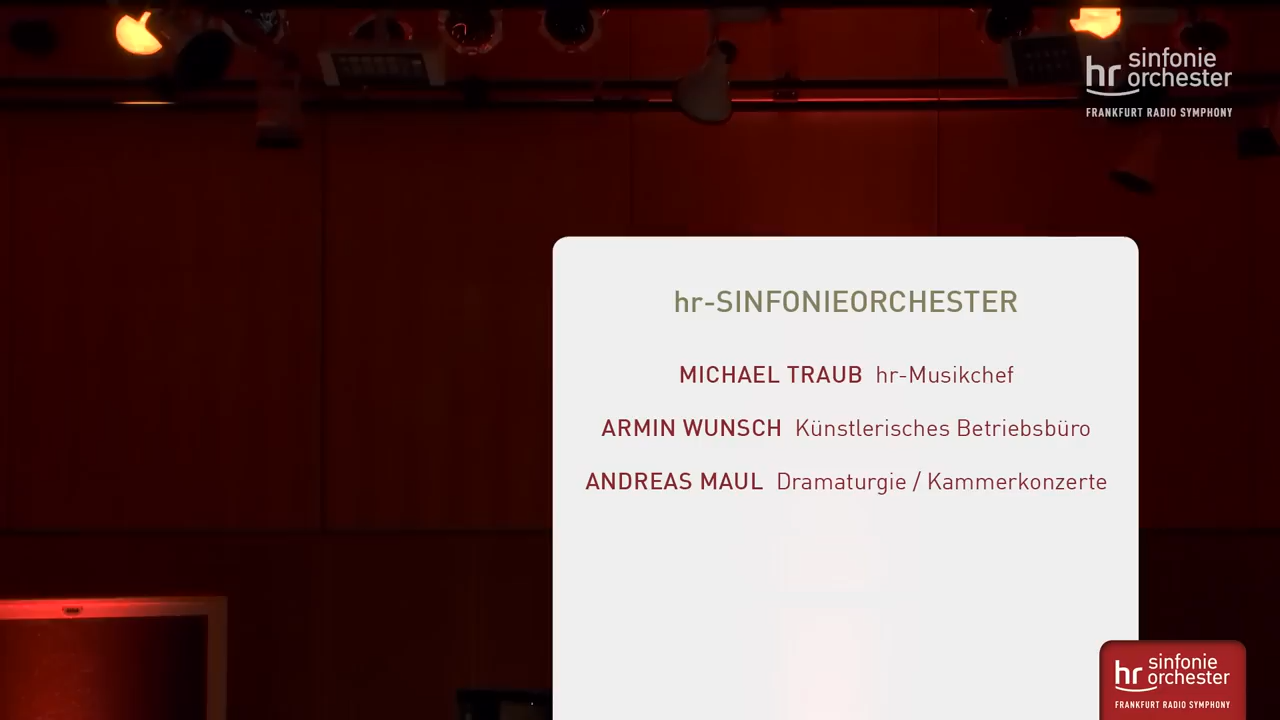 hr sinfonie
orchester
FRANKFURT RADIO SYMPHONY
hr-SINFONIEORCHESTER
MICHAEL TRAUB hr-Musikchef
ARMIN WUNSCH Künstlerisches Betriebsbüro
ANDREAS MAUL Dramaturgie / Kammerkonzerte
hr sinfonie
orchester
FRANKFURT RADIO SYMPHONY